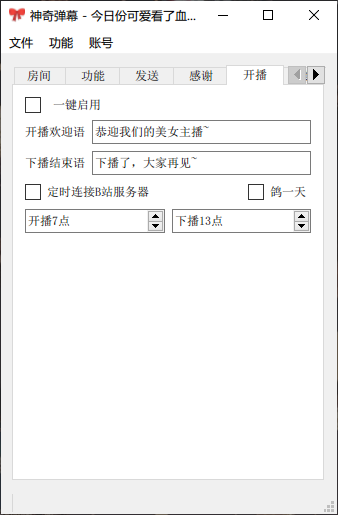 神奇弹幕 - 今日份可爱看了血...
文件 功能 账号
房间 功能 发送 感谢 开播
一键启用
开播欢迎语 恭迎我们的美女主播~
下播结束语 下播了，大家再见~
定时连接B站服务器 鸽一天
开播7点 下播13点